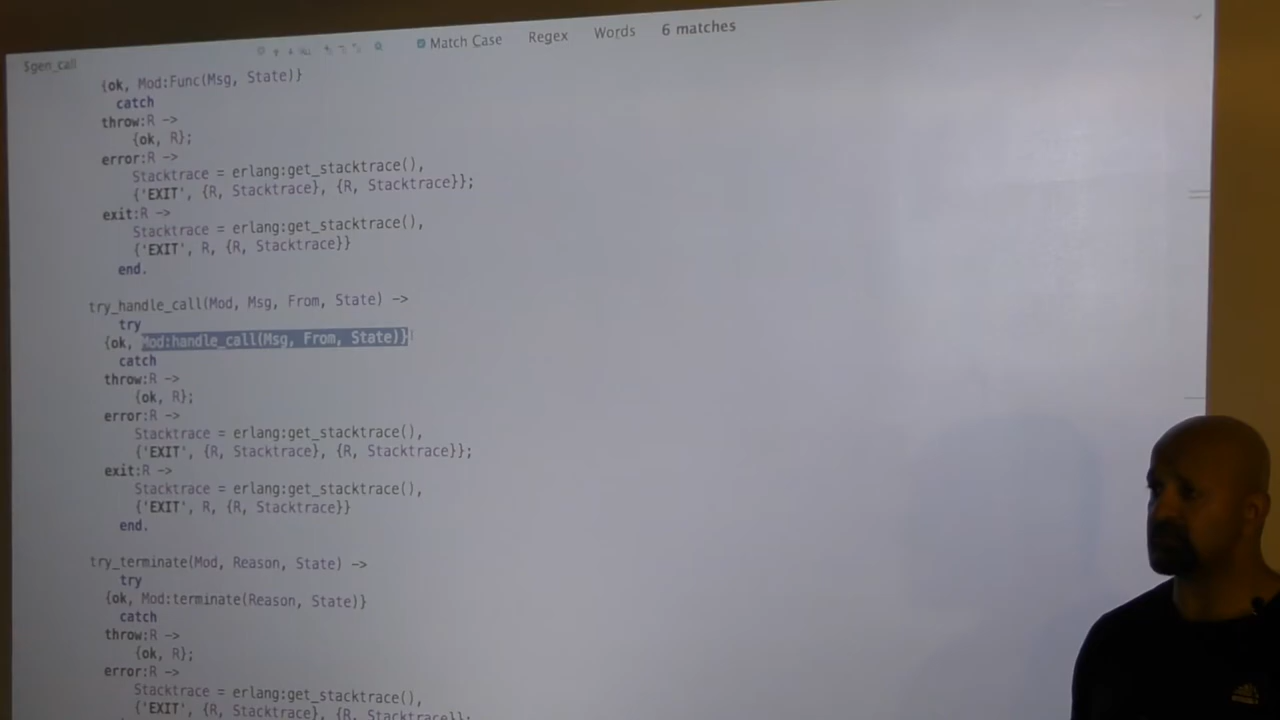 $gen_call
Match Case Regex Words 6 matches
{ok, Mod:Func(Msg, State)}
catch
throw:R ->
{ok, R};
error:R ->
Stacktrace = erlang:get_stacktrace(),
{'EXIT', {R, Stacktrace}, {R, Stacktrace}};
exit:R ->
Stacktrace = erlang:get_stacktrace(),
{'EXIT', R, {R, Stacktrace}}
end.
try_handle_call(Mod, Msg, From, State) ->
try
{ok, Mod:handle_call(Msg, From, State)}
catch
throw:R ->
{ok, R};
error:R ->
Stacktrace = erlang:get_stacktrace(),
{'EXIT', {R, Stacktrace}, {R, Stacktrace}};
exit:R ->
Stacktrace = erlang:get_stacktrace(),
{'EXIT', R, {R, Stacktrace}}
end.
try_terminate(Mod, Reason, State) ->
try
{ok, Mod:terminate(Reason, State)}
catch
throw:R ->
{ok, R};
error:R ->
Stacktrace = erlang:get_stacktrace(),
{'EXIT', {R, Stacktrace}, {R, Stacktrace}};